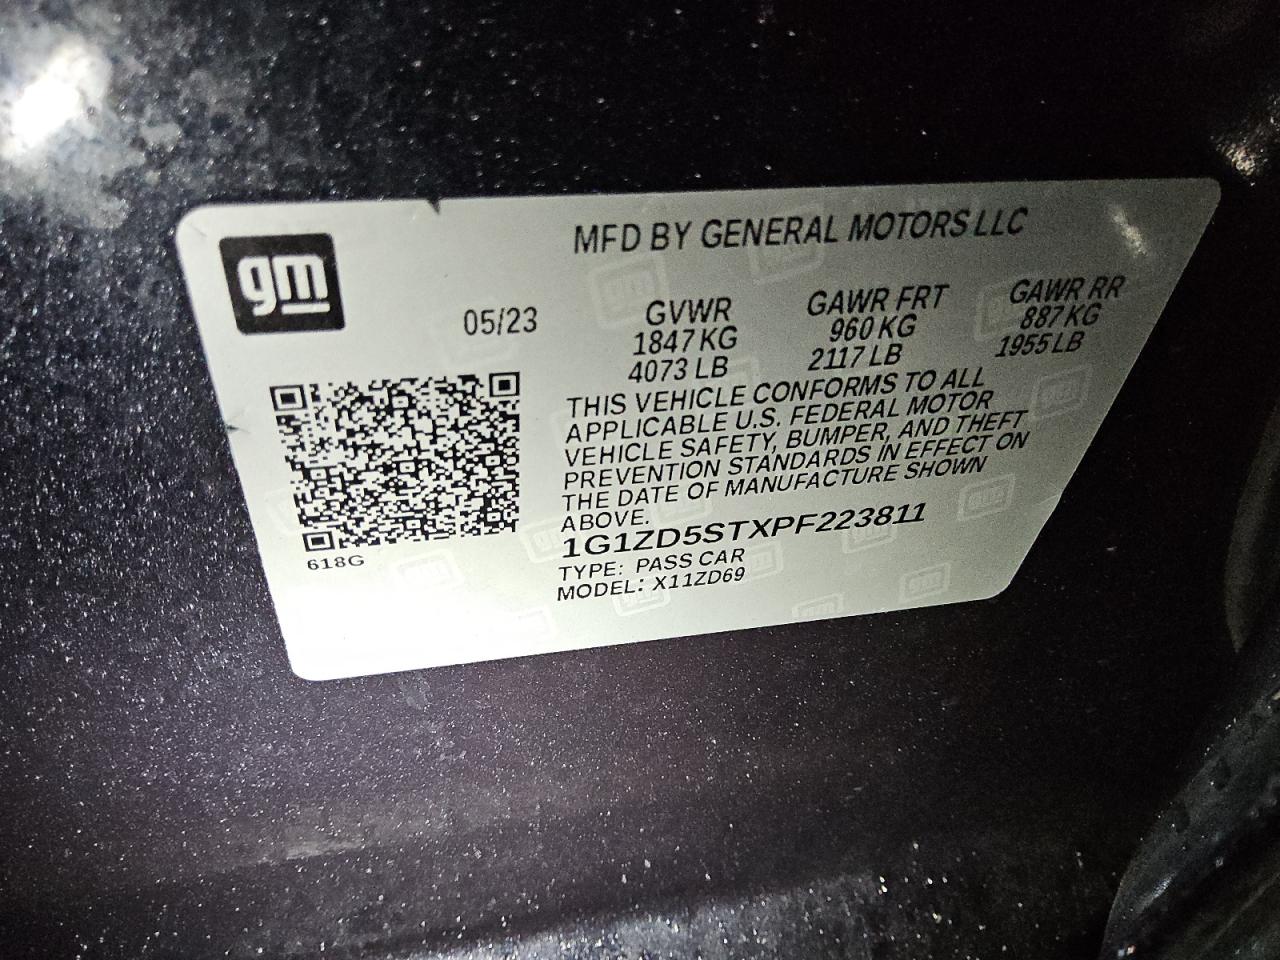 gm
MFD BY GENERAL MOTORS LLC
05/23
GVWR GAWR FRT GAWR RR
1847 KG 960 KG 887 KG
4073 LB 2117 LB 1955 LB
THIS VEHICLE CONFORMS TO ALL
APPLICABLE U.S. FEDERAL MOTOR
VEHICLE SAFETY, BUMPER, AND THEFT
PREVENTION STANDARDS IN EFFECT ON
THE DATE OF MANUFACTURE SHOWN
ABOVE.
1G1ZD5STXPF223811
TYPE: PASS CAR
MODEL: X11ZD69
618G